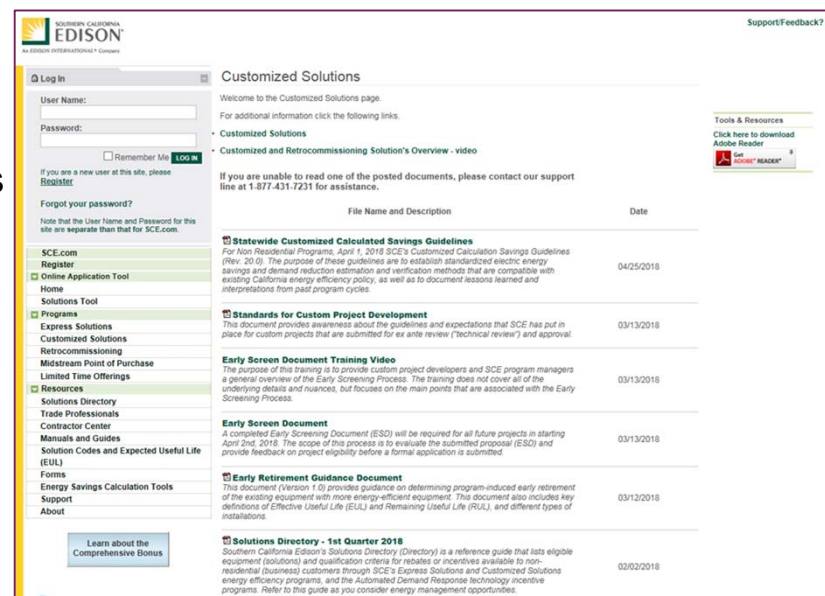 SOUTHERN CALIFORNIA
EDISON
An EDISON INTERNATIONAL® Company
Support/Feedback?
Log In
User Name:
Password:
Remember Me LOG IN
If you are a new user at this site, please
Register
Forgot your password?
Note that the User Name and Password for this
site are separate than that for SCE.com.
SCE.com
Register
Online Application Tool
Home
Solutions Tool
Programs
Express Solutions
Customized Solutions
Retrocommissioning
Midstream Point of Purchase
Limited Time Offerings
Resources
Solutions Directory
Trade Professionals
Contractor Center
Manuals and Guides
Solution Codes and Expected Useful Life
(EUL)
Forms
Energy Savings Calculation Tools
Support
About
Learn about the
Comprehensive Bonus
Customized Solutions
Welcome to the Customized Solutions page.
For additional information click the following links.
Customized Solutions
Customized and Retrocommissioning Solution's Overview - video
If you are unable to read one of the posted documents, please contact our support
line at 1-877-431-7231 for assistance.
File Name and Description Date
Statewide Customized Calculated Savings Guidelines
For Non Residential Programs, April 1, 2018 SCE's Customized Calculation Savings Guidelines
(Rev. 20.0). The purpose of these guidelines are to establish standardized electric energy
savings and demand reduction estimation and verification methods that are compatible with
existing California energy efficiency policy, as well as to document lessons learned and
interpretations from past program cycles.
04/25/2018
Standards for Custom Project Development
This document provides awareness about the guidelines and expectations that SCE has put in
place for custom projects that are submitted for ex ante review ("technical review") and approval.
03/13/2018
Early Screen Document Training Video
The purpose of this training is to provide custom project developers and SCE program managers
a general overview of the Early Screening Process. The training does not cover all of the
underlying details and nuances, but focuses on the main points that are associated with the Early
Screening Process.
03/13/2018
Early Screen Document
A completed Early Screening Document (ESD) will be required for all future projects in starting
April 2nd, 2018. The scope of this process is to evaluate the submitted proposal (ESD) and
provide feedback on project eligibility before a formal application is submitted.
03/13/2018
Early Retirement Guidance Document
This document (Version 1.0) provides guidance on determining program-induced early retirement
of the existing equipment with more energy-efficient equipment. This document also includes key
definitions of Effective Useful Life (EUL) and Remaining Useful Life (RUL), and different types of
installations.
03/12/2018
Solutions Directory - 1st Quarter 2018
Southern California Edison's Solutions Directory (Directory) is a reference guide that lists eligible
equipment (solutions) and qualification criteria for rebates or incentives available to non-
residential (business) customers through SCE's Express Solutions and Customized Solutions
energy efficiency programs, and the Automated Demand Response technology incentive
programs. Refer to this guide as you consider energy management opportunities.
02/02/2018
Tools & Resources
Click here to download
Adobe Reader
Get
ADOBE® READER®
s